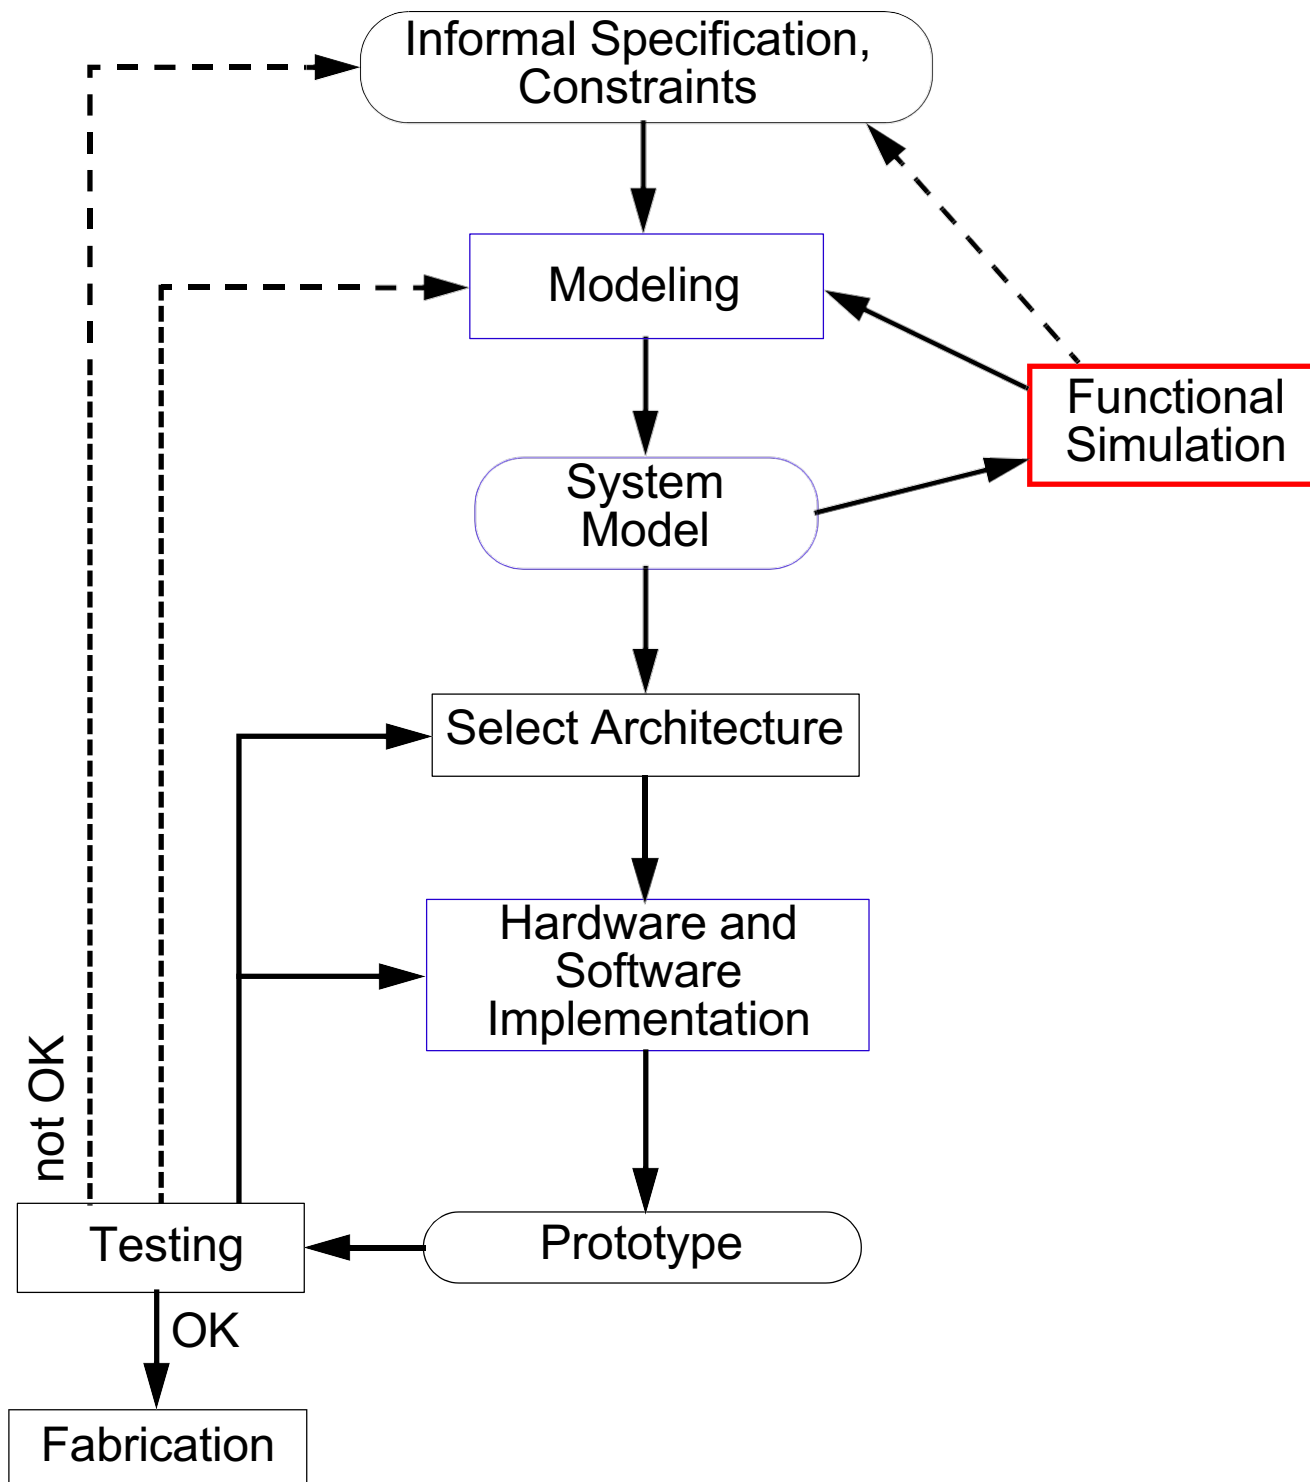 Informal Specification,
Constraints
Modeling
Functional
Simulation
System
Model
Select Architecture
Hardware and
Software
Implementation
not OK
Testing
Prototype
OK
Fabrication